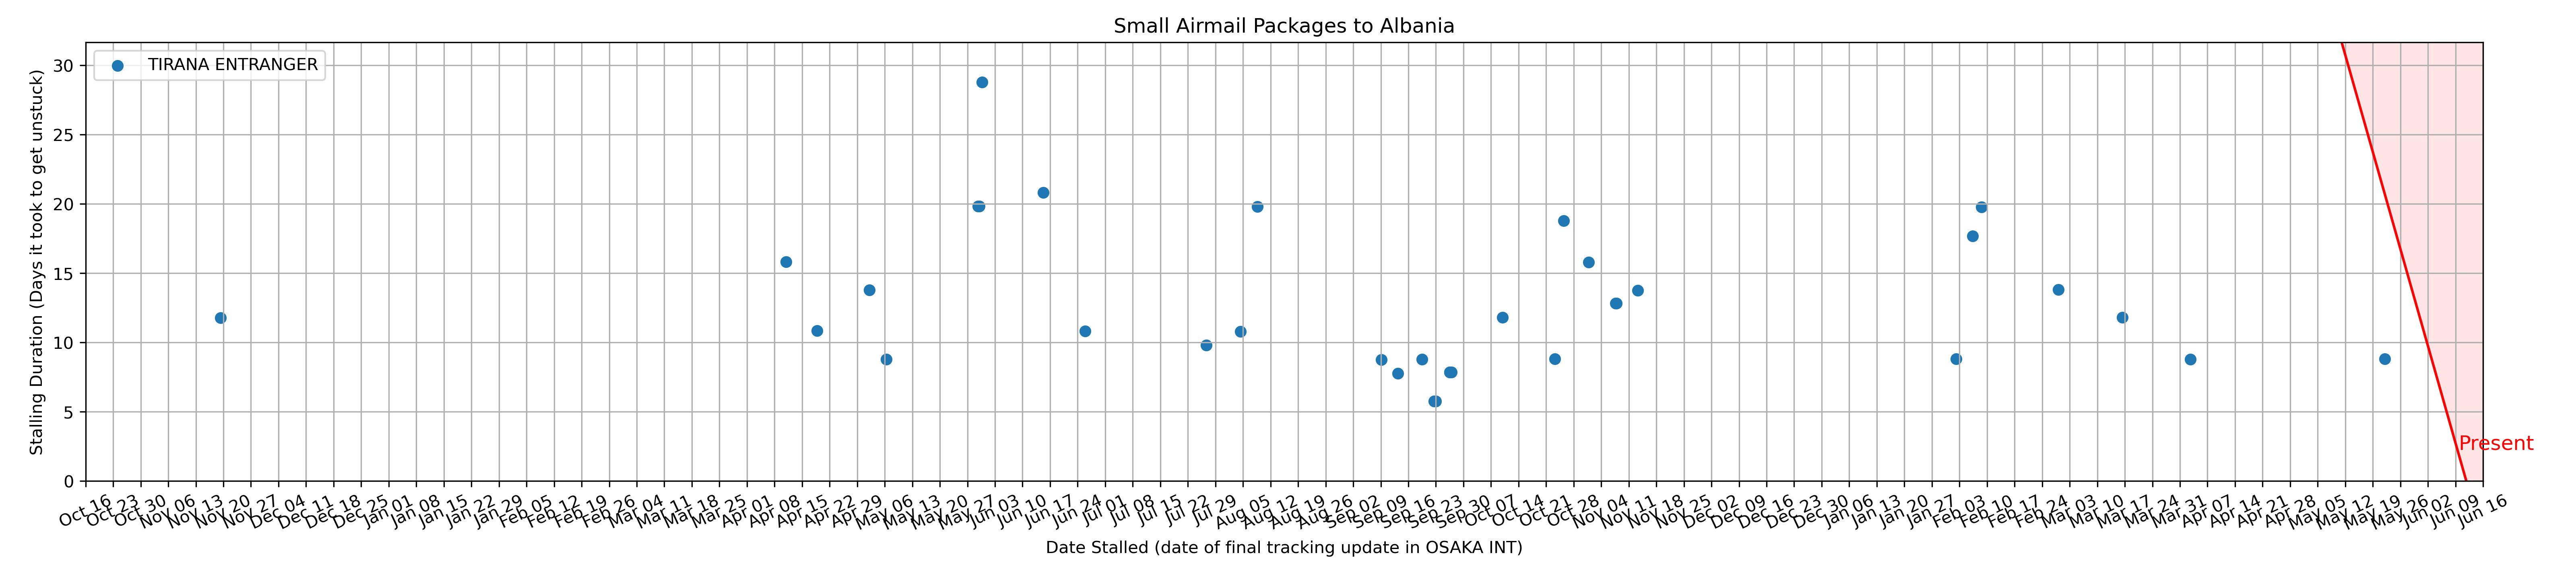 Small Airmail Packages to Albania
TIRANA ENTRANGER
Stalling Duration (Days it took to get unstuck)
30
25
20
15
10
5
0
Present
Oct 16
Oct 23
Oct 30
Nov 06
Nov 13
Nov 20
Nov 27
Dec 04
Dec 11
Dec 18
Dec 25
Jan 01
Jan 08
Jan 15
Jan 22
Jan 29
Feb 05
Feb 12
Feb 19
Feb 26
Mar 04
Mar 11
Mar 18
Mar 25
Apr 01
Apr 08
Apr 15
Apr 22
Apr 29
May 06
May 13
May 20
May 27
Jun 03
Jun 10
Jun 17
Jun 24
Jul 01
Jul 08
Jul 15
Jul 22
Jul 29
Aug 05
Aug 12
Aug 19
Aug 26
Sep 02
Sep 09
Sep 16
Sep 23
Sep 30
Oct 07
Oct 14
Oct 21
Oct 28
Nov 04
Nov 11
Nov 18
Nov 25
Dec 02
Dec 09
Dec 16
Dec 23
Dec 30
Jan 06
Jan 13
Jan 20
Jan 27
Feb 03
Feb 10
Feb 17
Feb 24
Mar 03
Mar 10
Mar 17
Mar 24
Mar 31
Apr 07
Apr 14
Apr 21
Apr 28
May 05
May 12
May 19
May 26
Jun 02
Jun 09
Jun 16
Date Stalled (date of final tracking update in OSAKA INT)